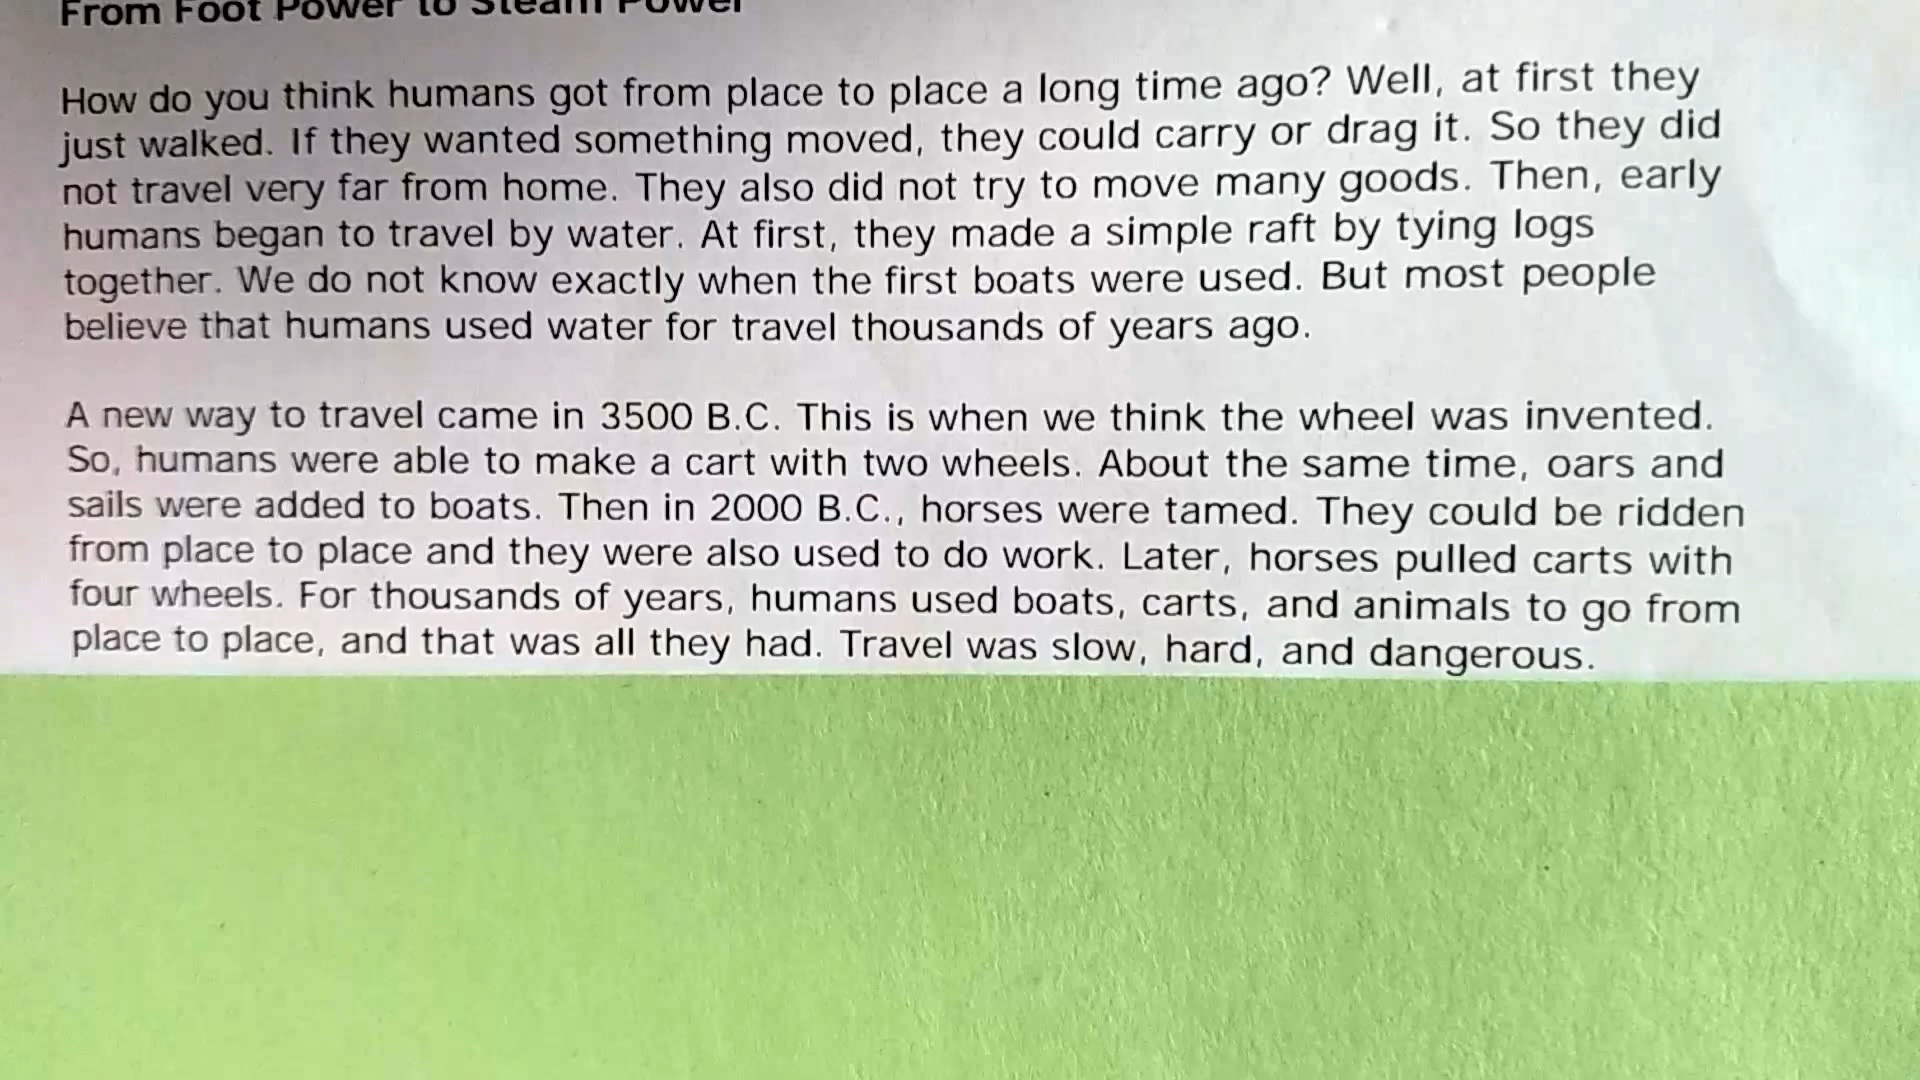 From Foot Power to Steam Power
How do you think humans got from place to place a long time ago? Well, at first they
just walked. If they wanted something moved, they could carry or drag it. So they did
not travel very far from home. They also did not try to move many goods. Then, early
humans began to travel by water. At first, they made a simple raft by tying logs
together. We do not know exactly when the first boats were used. But most people
believe that humans used water for travel thousands of years ago.
A new way to travel came in 3500 B.C. This is when we think the wheel was invented.
So, humans were able to make a cart with two wheels. About the same time, oars and
sails were added to boats. Then in 2000 B.C., horses were tamed. They could be ridden
from place to place and they were also used to do work. Later, horses pulled carts with
four wheels. For thousands of years, humans used boats, carts, and animals to go from
place to place, and that was all they had. Travel was slow, hard, and dangerous.